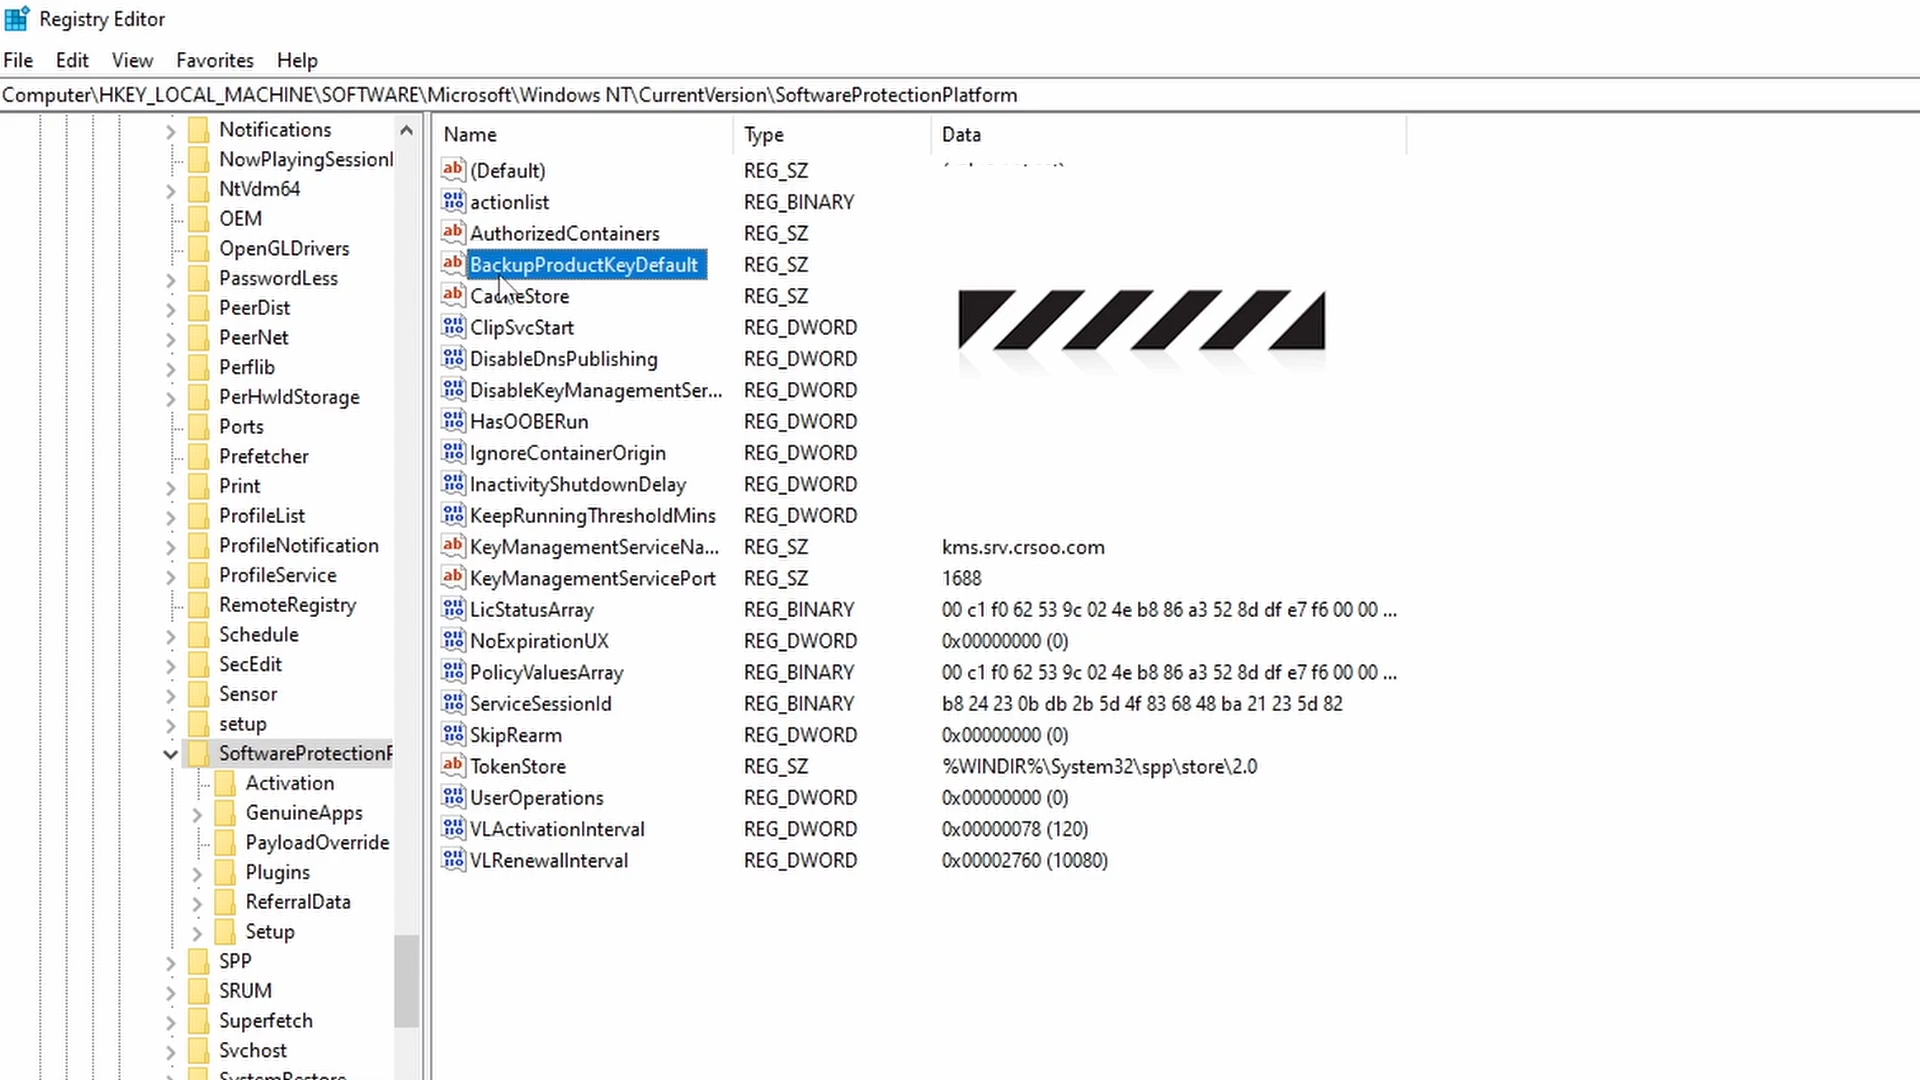 Registry Editor
File Edit View Favorites Help
Computer\HKEY_LOCAL_MACHINE\SOFTWARE\Microsoft\Windows NT\CurrentVersion\SoftwareProtectionPlatform
Notifications
NowPlayingSessionI
NtVdm64
OEM
OpenGLDrivers
PasswordLess
PeerDist
PeerNet
Perflib
PerHwIdStorage
Ports
Prefetcher
Print
ProfileList
ProfileNotification
ProfileService
RemoteRegistry
Schedule
SecEdit
Sensor
setup
SoftwareProtectionP
Activation
GenuineApps
PayloadOverride
Plugins
ReferralData
Setup
SPP
SRUM
Superfetch
Svchost
SystemRestore
Name Type Data
(Default) REG_SZ
actionlist REG_BINARY
AuthorizedContainers REG_SZ
BackupProductKeyDefault REG_SZ
CacheStore REG_SZ
ClipSvcStart REG_DWORD
DisableDnsPublishing REG_DWORD
DisableKeyManagementSer... REG_DWORD
HasOOBERun REG_DWORD
IgnoreContainerOrigin REG_DWORD
InactivityShutdownDelay REG_DWORD
KeepRunningThresholdMins REG_DWORD
KeyManagementServiceNa... REG_SZ kms.srv.crsoo.com
KeyManagementServicePort REG_SZ 1688
LicStatusArray REG_BINARY 00 c1 f0 62 53 9c 02 4e b8 86 a3 52 8d df e7 f6 00 00 ...
NoExpirationUX REG_DWORD 0x00000000 (0)
PolicyValuesArray REG_BINARY 00 c1 f0 62 53 9c 02 4e b8 86 a3 52 8d df e7 f6 00 00 ...
ServiceSessionId REG_BINARY b8 24 23 0b db 2b 5d 4f 83 68 48 ba 21 23 5d 82
SkipRearm REG_DWORD 0x00000000 (0)
TokenStore REG_SZ %WINDIR%\System32\spp\store\2.0
UserOperations REG_DWORD 0x00000000 (0)
VLActivationInterval REG_DWORD 0x00000078 (120)
VLRenewalInterval REG_DWORD 0x00002760 (10080)